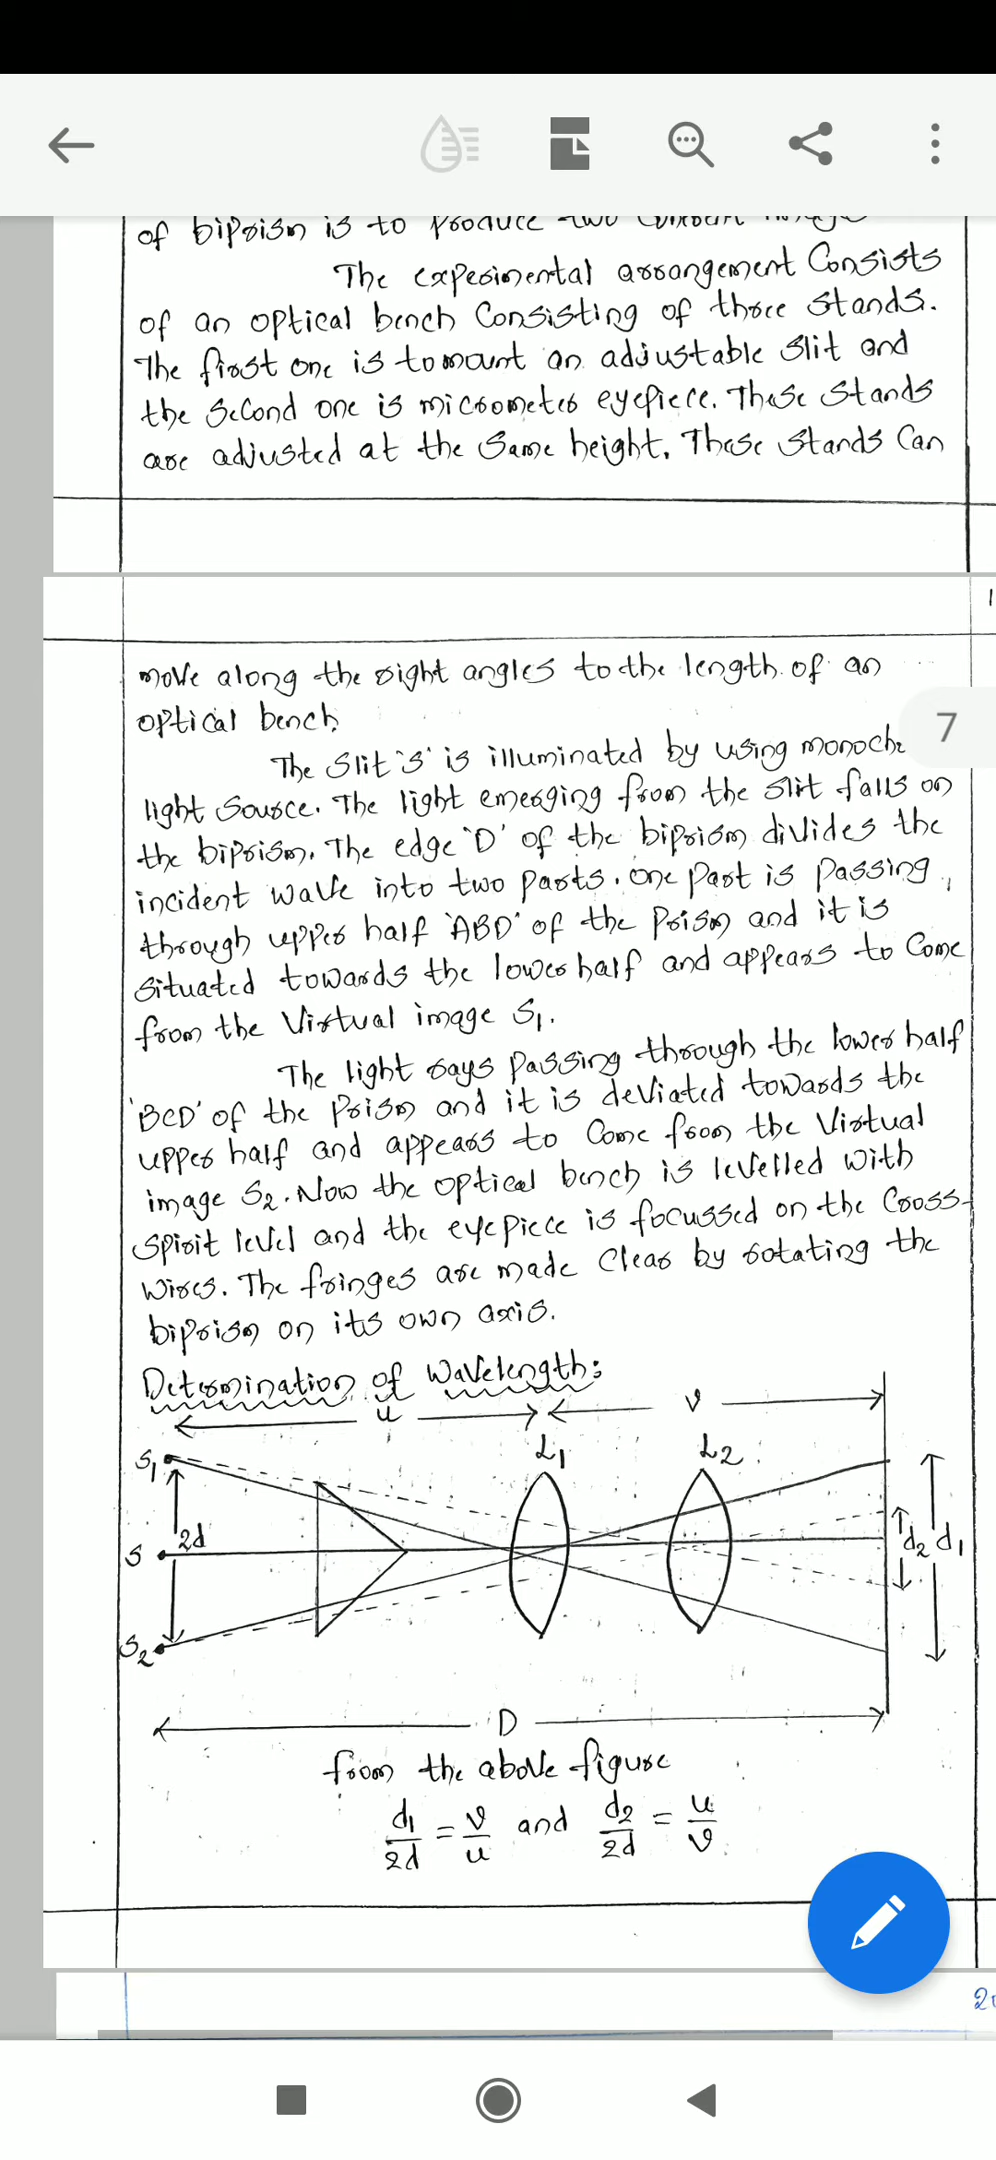 of biprism is to produce two
The experimental arrangement Consists
of an optical bench Consisting of three stands.
The first one is to mount an adjustable slit and
the second one is micrometer eyepiece. These stands
are adjusted at the same height. These stands Can
1
move along the right angles to the length of an
optical bench
7
The slit 's' is illuminated by using monoch
light source. The light emerging from the slit falls on
the biprism. The edge 'D' of the biprism divides the
incident wave into two parts. one part is passing
through upper half 'ABD' of the prism and it is
situated towards the lower half and appears to Come
from the Virtual image S₁.
The light rays passing through the lower half
'BCD' of the prism and it is deviated towards the
upper half and appears to Come from the Virtual
image S₂. Now the optical bench is levelled with
spirit level and the eyepiece is focussed on the Cross-
wires. The fringes are made Clear by rotating the
biprism on its own axis.
Determination of Wavelength:
u v
S₁ L₁ L₂
2d
S d₂ d₁
S₂
D
from the above figure
d₁/2d = v/u and d₂/2d = u/v